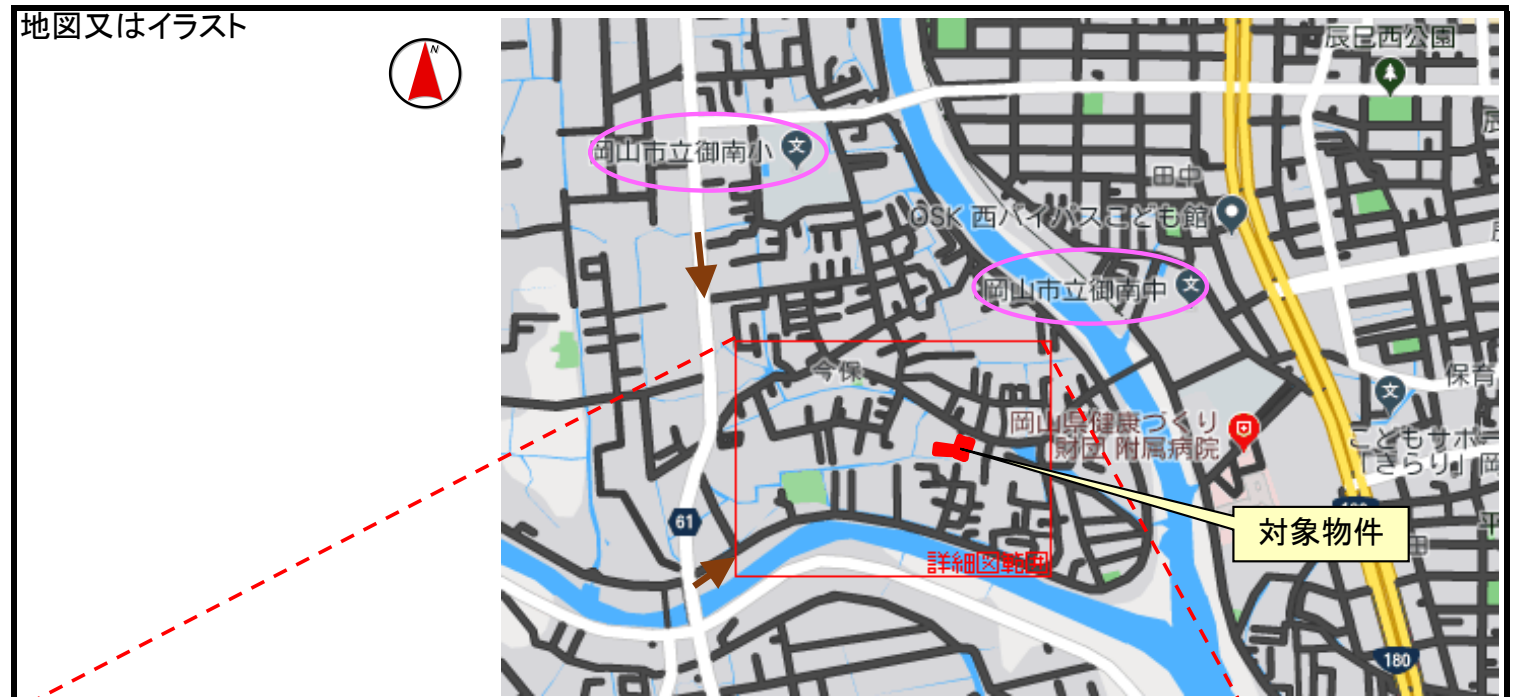 地図又はイラスト
N
辰巳西公園
岡山市立御南小
田中
OSK 西バイパスこども館
岡山市立御南中
今保
保育
岡山県健康づくり
財団 附属病院
こどもサポー
「きらり」岡
61
対象物件
詳細図範囲
180